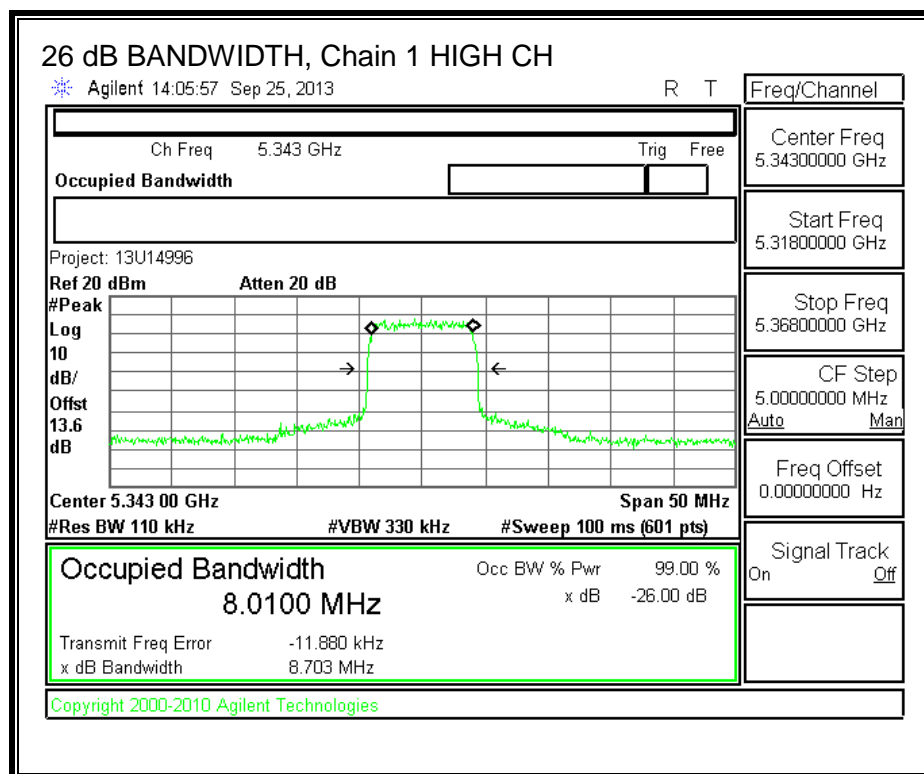 26 dB BANDWIDTH, Chain 1 HIGH CH
Agilent 14:05:57 Sep 25, 2013 R T
Freq/Channel
Ch Freq 5.343 GHz Trig Free
Occupied Bandwidth
Center Freq
5.34300000 GHz
Start Freq
5.31800000 GHz
Stop Freq
5.36800000 GHz
CF Step
5.00000000 MHz
Auto Man
Freq Offset
0.00000000 Hz
Signal Track
On Off
Project: 13U14996
Ref 20 dBm Atten 20 dB
#Peak
Log
10
dB/
Offst
13.6
dB
Center 5.343 00 GHz Span 50 MHz
#Res BW 110 kHz #VBW 330 kHz #Sweep 100 ms (601 pts)
Occupied Bandwidth
8.0100 MHz
Occ BW % Pwr 99.00 %
x dB -26.00 dB
Transmit Freq Error -11.880 kHz
x dB Bandwidth 8.703 MHz
Copyright 2000-2010 Agilent Technologies